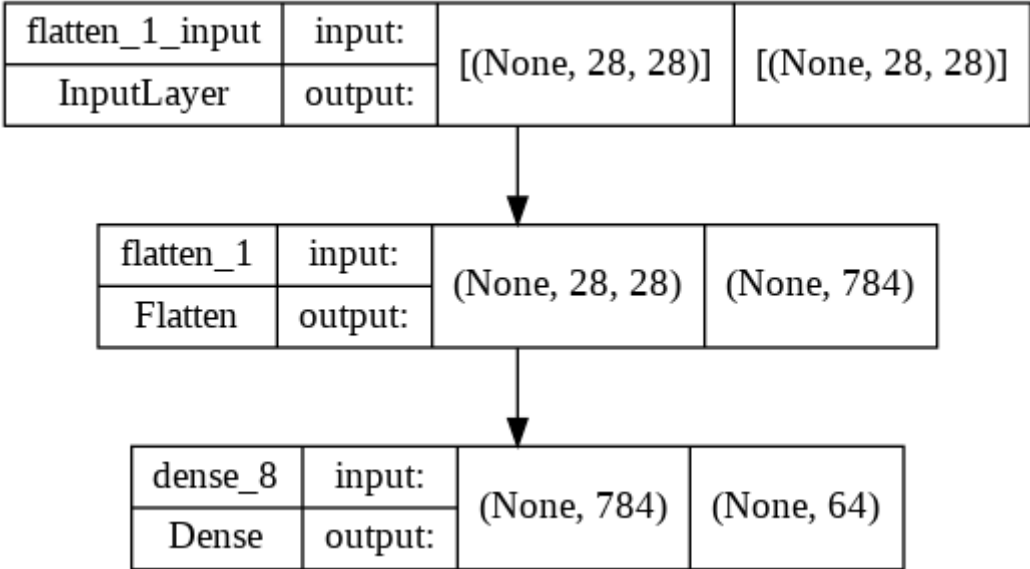 flatten_1_input input: [(None, 28, 28)] [(None, 28, 28)]
InputLayer output:
flatten_1 input: (None, 28, 28) (None, 784)
Flatten output:
dense_8 input: (None, 784) (None, 64)
Dense output: